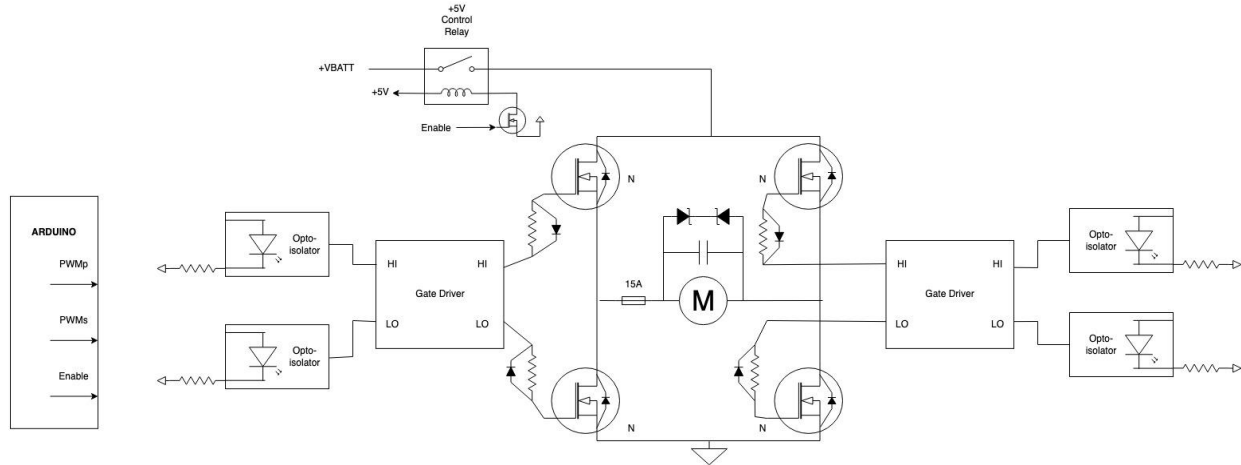 +5V
Control
Relay
+VBATT
+5V
Enable
N
N
ARDUINO
PWMp
PWMs
Enable
Opto-
isolator
Opto-
isolator
HI
HI
Gate Driver
LO
LO
15A
M
HI
HI
Gate Driver
LO
LO
Opto-
isolator
Opto-
isolator
N
N